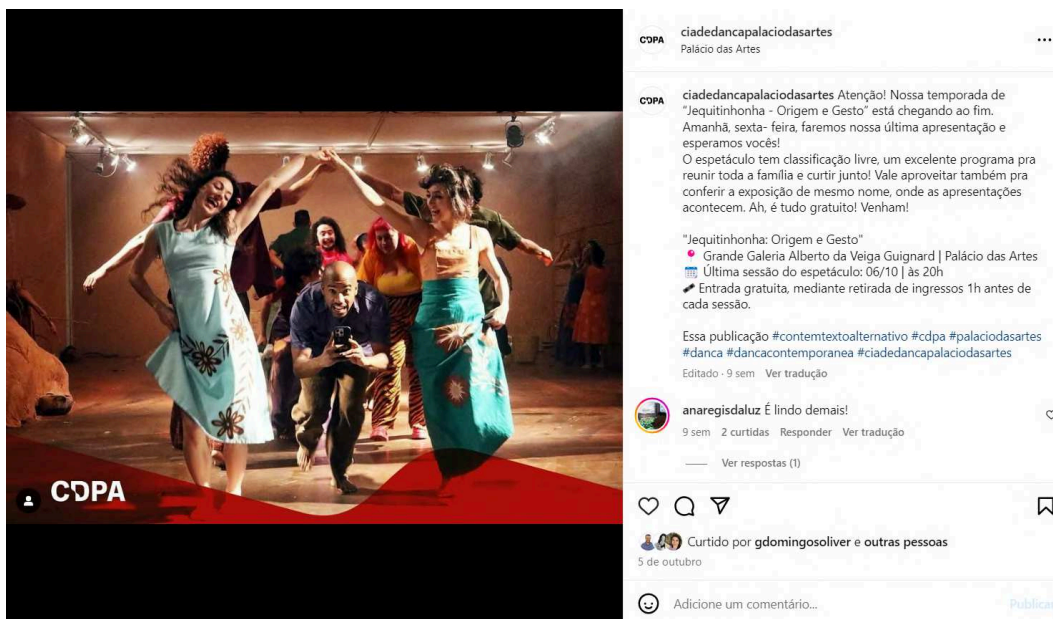 CDPA
ciadedancapalaciodasartes
Palácio das Artes
CDPA
ciadedancapalaciodasartes Atenção! Nossa temporada de
"Jequitinhonha - Origem e Gesto" está chegando ao fim.
Amanhã, sexta- feira, faremos nossa última apresentação e
esperamos vocês!
O espetáculo tem classificação livre, um excelente programa pra
reunir toda a família e curtir junto! Vale aproveitar também pra
conferir a exposição de mesmo nome, onde as apresentações
acontecem. Ah, é tudo gratuito! Venham!
"Jequitinhonha: Origem e Gesto"
📍 Grande Galeria Alberto da Veiga Guignard | Palácio das Artes
🗓️ Última sessão do espetáculo: 06/10 | às 20h
🎟️ Entrada gratuita, mediante retirada de ingressos 1h antes de
cada sessão.
Essa publicação #contemtextoalternativo #cdpa #palaciodasartes
#danca #dancacontemporanea #ciadedancapalaciodasartes
Editado · 9 sem Ver tradução
anaregisdaluz É lindo demais!
9 sem 2 curtidas Responder Ver tradução
Ver respostas (1)
Curtido por gdomingosoliver e outras pessoas
5 de outubro
Adicione um comentário...
Publicar
CDPA